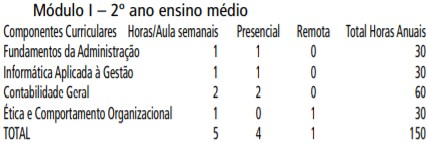 Módulo I – 2º ano ensino médio
Componentes Curriculares Horas/Aula semanais Presencial Remota Total Horas Anuais
Fundamentos da Administração 1 1 0 30
Informática Aplicada à Gestão 1 1 0 30
Contabilidade Geral 2 2 0 60
Ética e Comportamento Organizacional 1 0 1 30
TOTAL 5 4 1 150